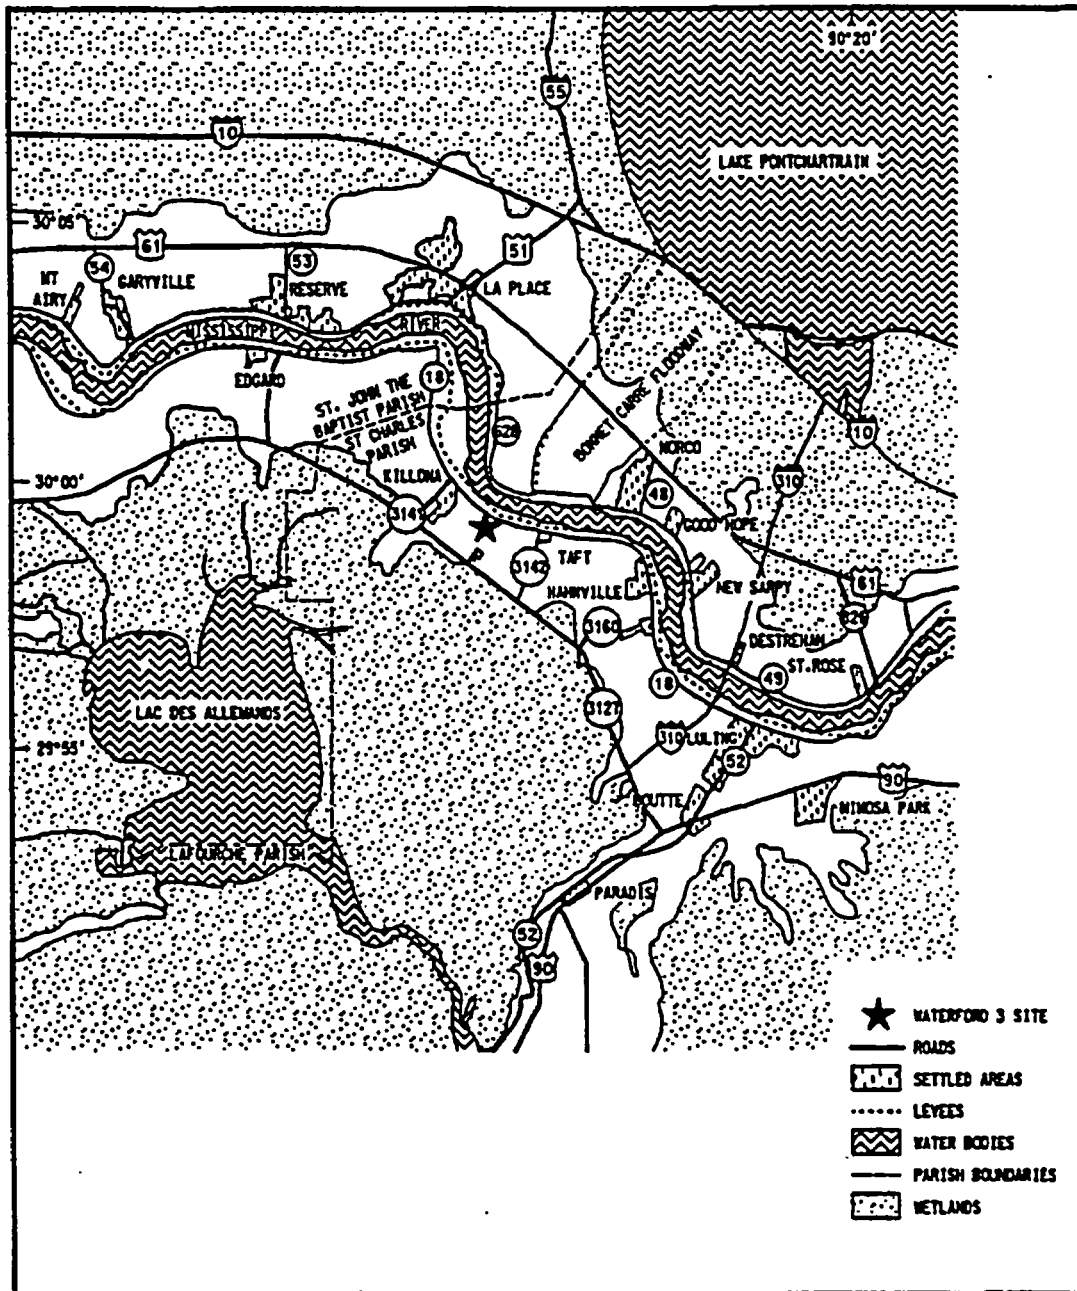 90°20'
55
10
LAKE PONTCHARTRAIN
30°05'
61
51
54
GARYVILLE
53
RESERVE
MT
AIRY
LA PLACE
MISSISSIPPI
RIVER
EDGARD
18
ST. JOHN THE
BAPTIST PARISH
ST CHARLES
PARISH
628
BONNET CARRE FLOODWAY
NORCO
10
30°00'
KILLONA
48
310
3141
GOOD HOPE
TAFT
3142
HAHNVILLE
NEW SARPY
61
3160
626
DESTREHAN
ST. ROSE
18
49
LAC DES ALLEMANDS
3127
310
LULING
29°55'
52
90
BOUTTE
MIMOSA PARK
LAFOURCHE PARISH
PARADIS
52
90
WATERFORD 3 SITE
ROADS
SETTLED AREAS
LEVEES
WATER BODIES
PARISH BOUNDARIES
WETLANDS